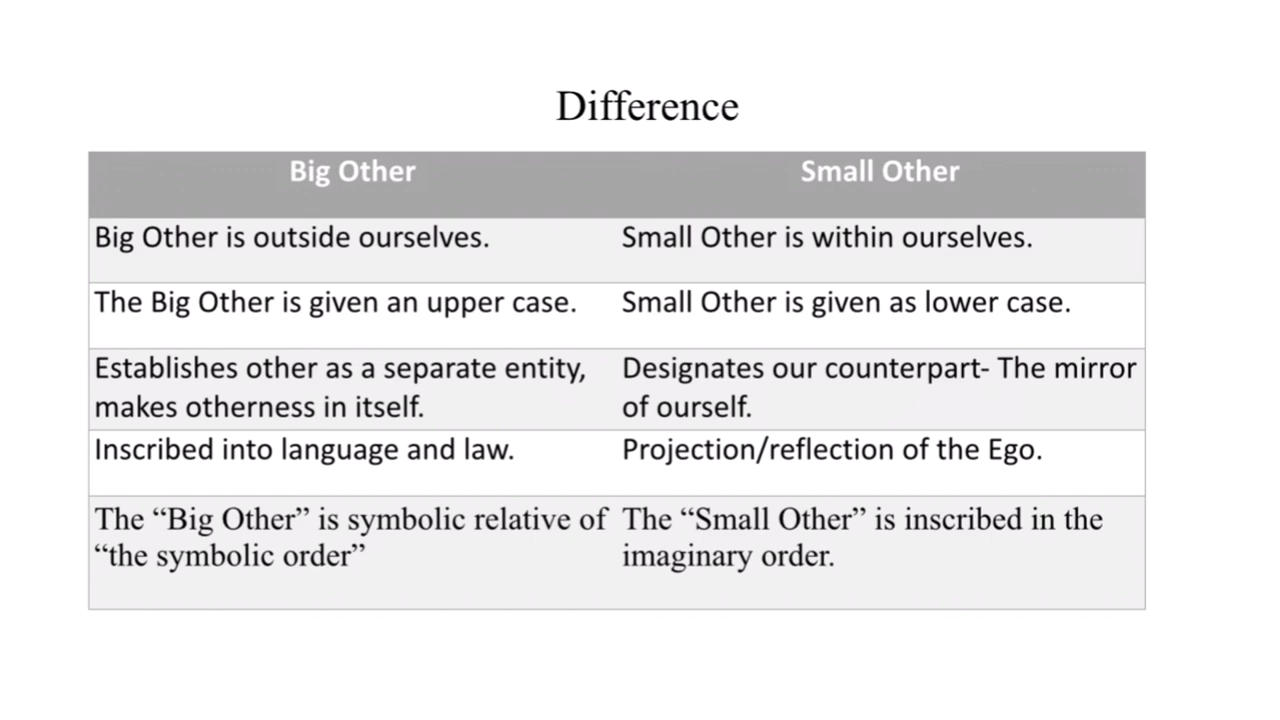 Difference
Big Other
Small Other
Big Other is outside ourselves.
Small Other is within ourselves.
The Big Other is given an upper case.
Small Other is given as lower case.
Establishes other as a separate entity,
makes otherness in itself.
Designates our counterpart- The mirror
of ourself.
Inscribed into language and law.
Projection/reflection of the Ego.
The “Big Other” is symbolic relative of
“the symbolic order”
The “Small Other” is inscribed in the
imaginary order.